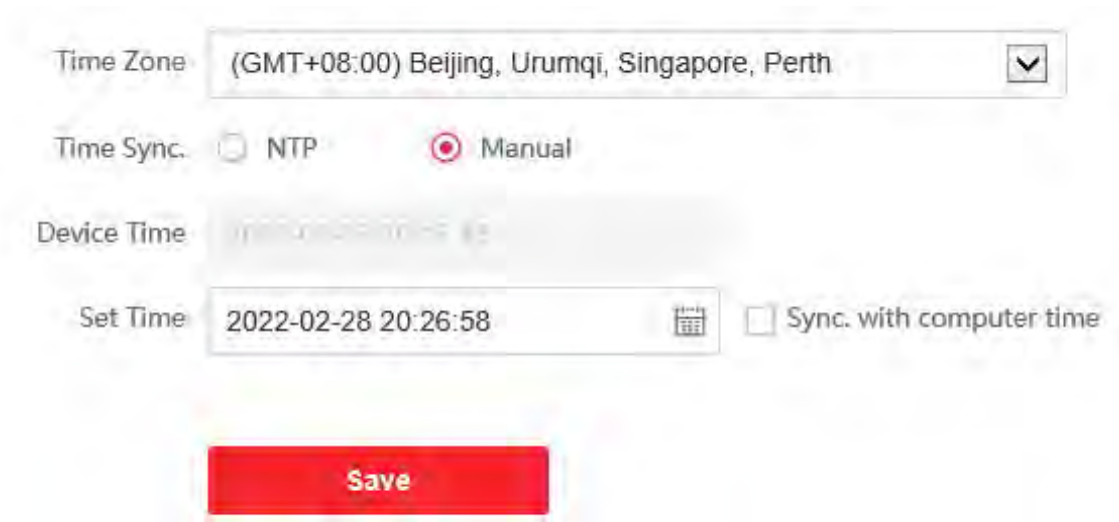 Time Zone (GMT+08:00) Beijing, Urumqi, Singapore, Perth
Time Sync. NTP Manual
Device Time
Set Time 2022-02-28 20:26:58 Sync. with computer time
Save